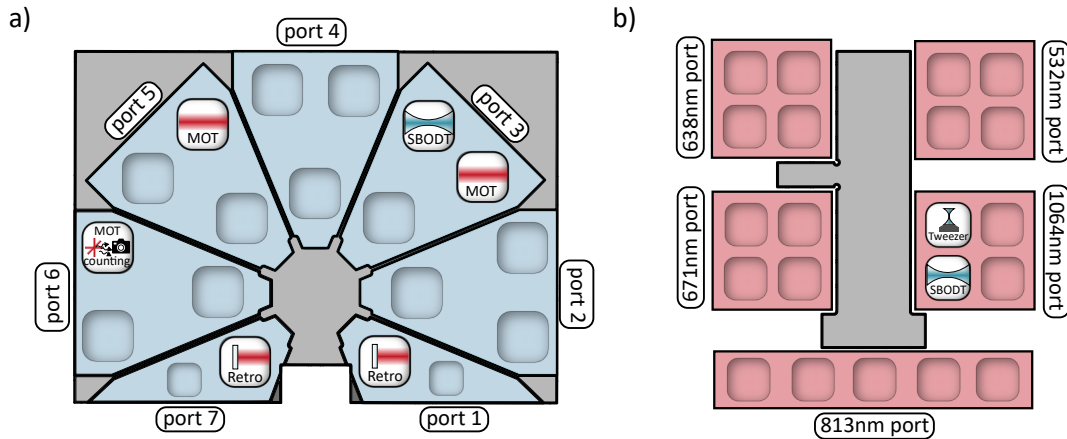 a)
port 4
port 5
port 3
MOT
SBODT
MOT
MOT
counting
port 6
port 2
Retro
Retro
port 7
port 1
b)
638nm port
532nm port
671nm port
1064nm port
Tweezer
SBODT
813nm port